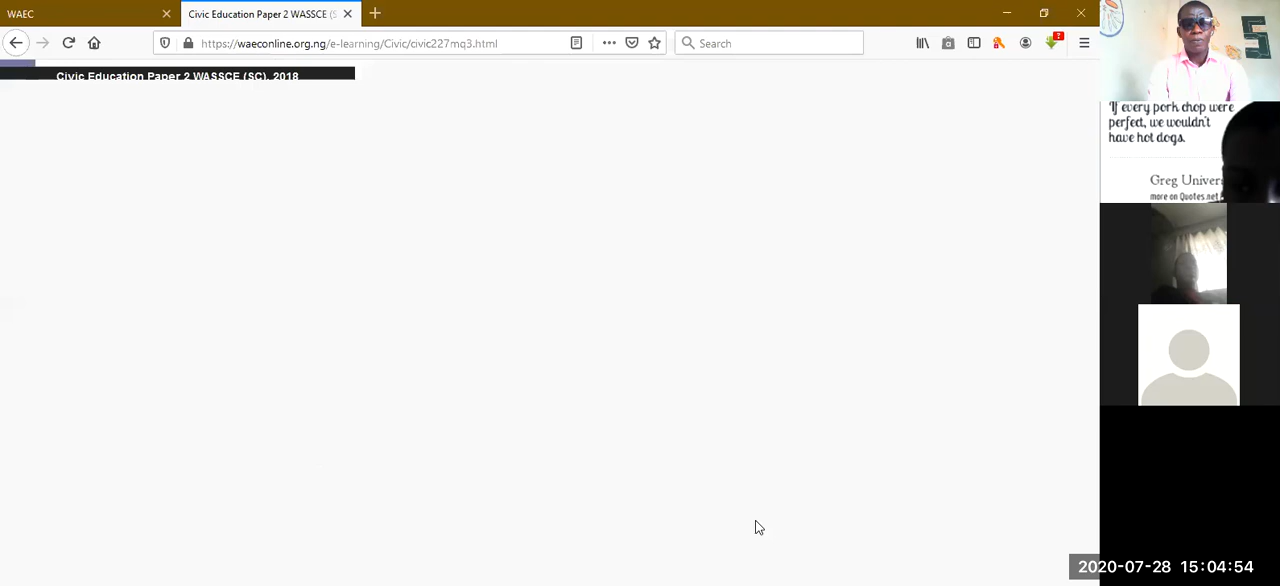 WAEC
Civic Education Paper 2 WASSCE (S
https://waeconline.org.ng/e-learning/Civic/civic227mq3.html
Search
Civic Education Paper 2 WASSCE (SC), 2018
If every pork chop were
perfect, we wouldn't
have hot dogs.
Greg Univer
more on Quotes.net
2020-07-28 15:04:54